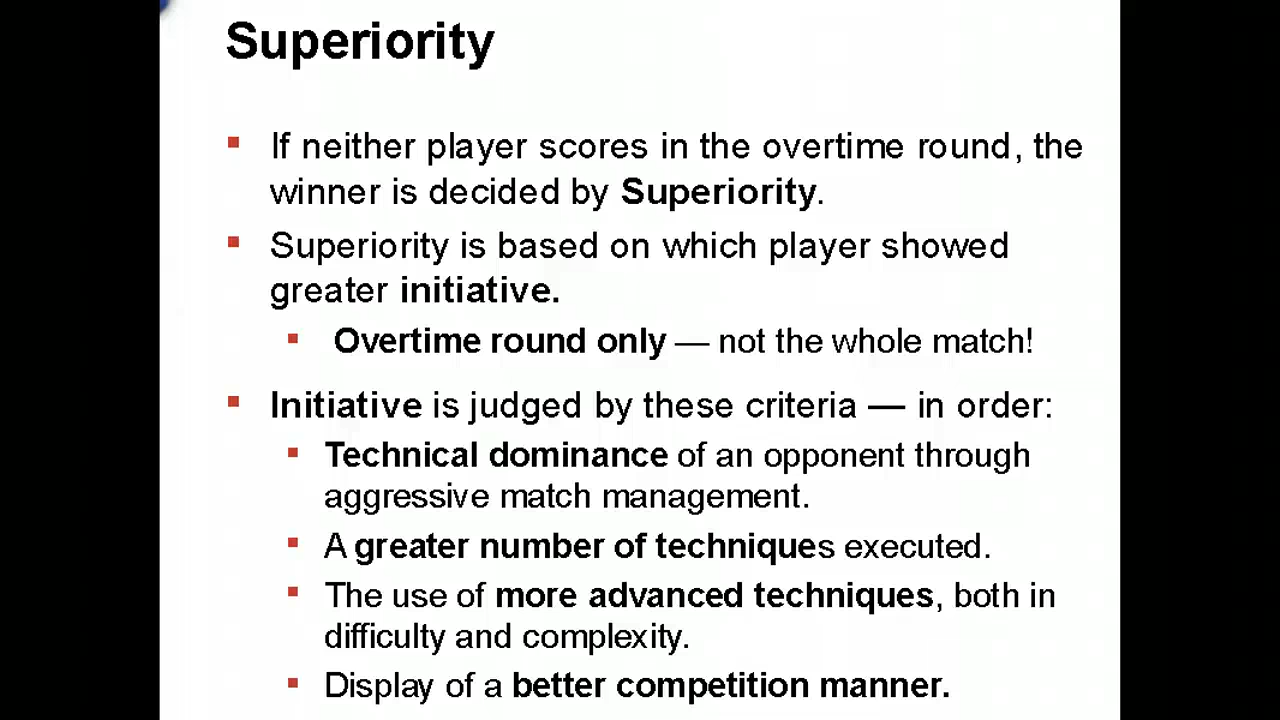 Superiority
If neither player scores in the overtime round, the
winner is decided by Superiority.
Superiority is based on which player showed
greater initiative.
Overtime round only — not the whole match!
Initiative is judged by these criteria — in order:
Technical dominance of an opponent through
aggressive match management.
A greater number of techniques executed.
The use of more advanced techniques, both in
difficulty and complexity.
Display of a better competition manner.